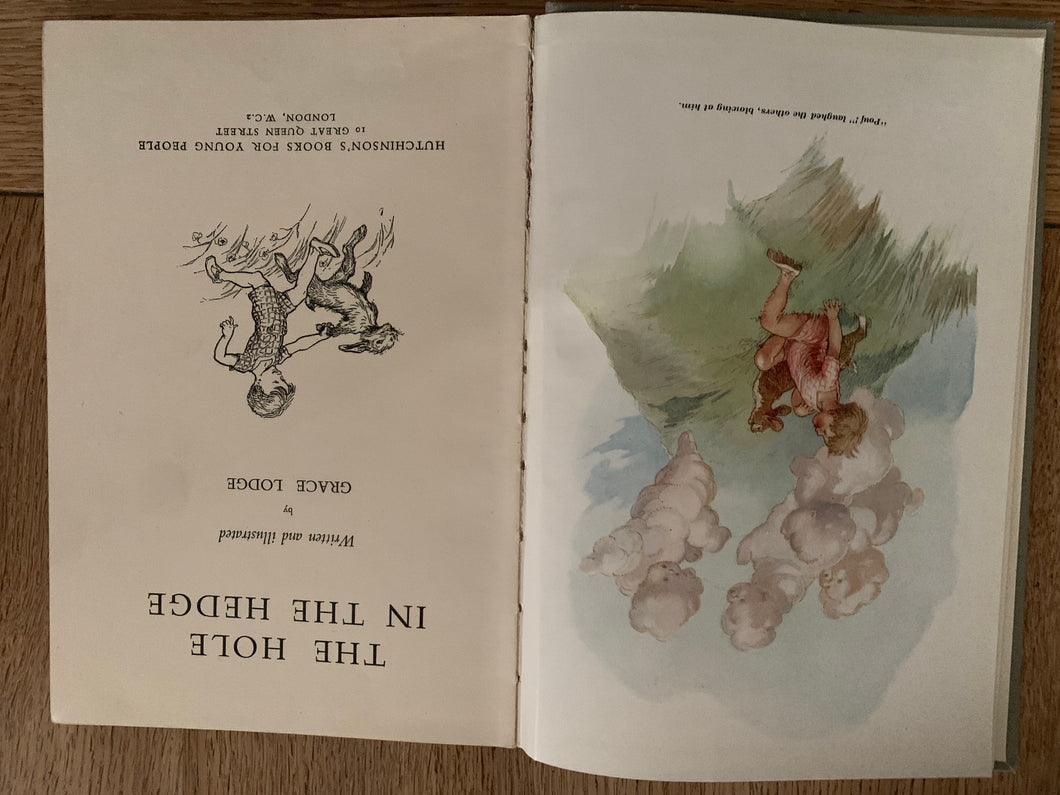 "Pouf!" laughed the others, blowing at him.
THE HOLE
IN THE HEDGE
Written and illustrated
by
GRACE LODGE
HUTCHINSON'S BOOKS FOR YOUNG PEOPLE
10 GREAT QUEEN STREET
LONDON, W.C.2